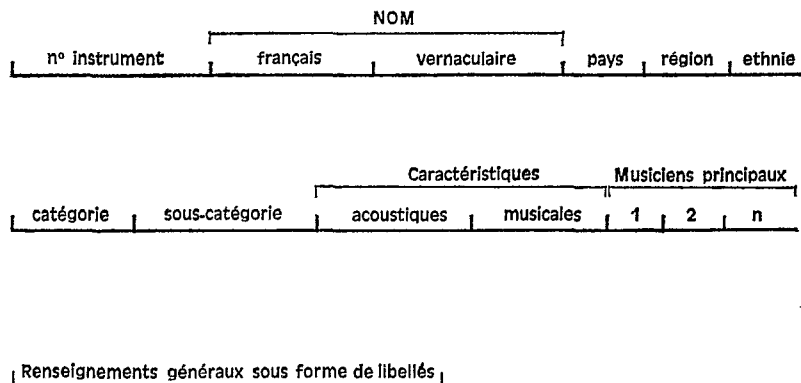 NOM
n° instrument français vernaculaire pays région ethnie
Caractéristiques Musiciens principaux
catégorie sous-catégorie acoustiques musicales 1 2 n
Renseignements généraux sous forme de libellés